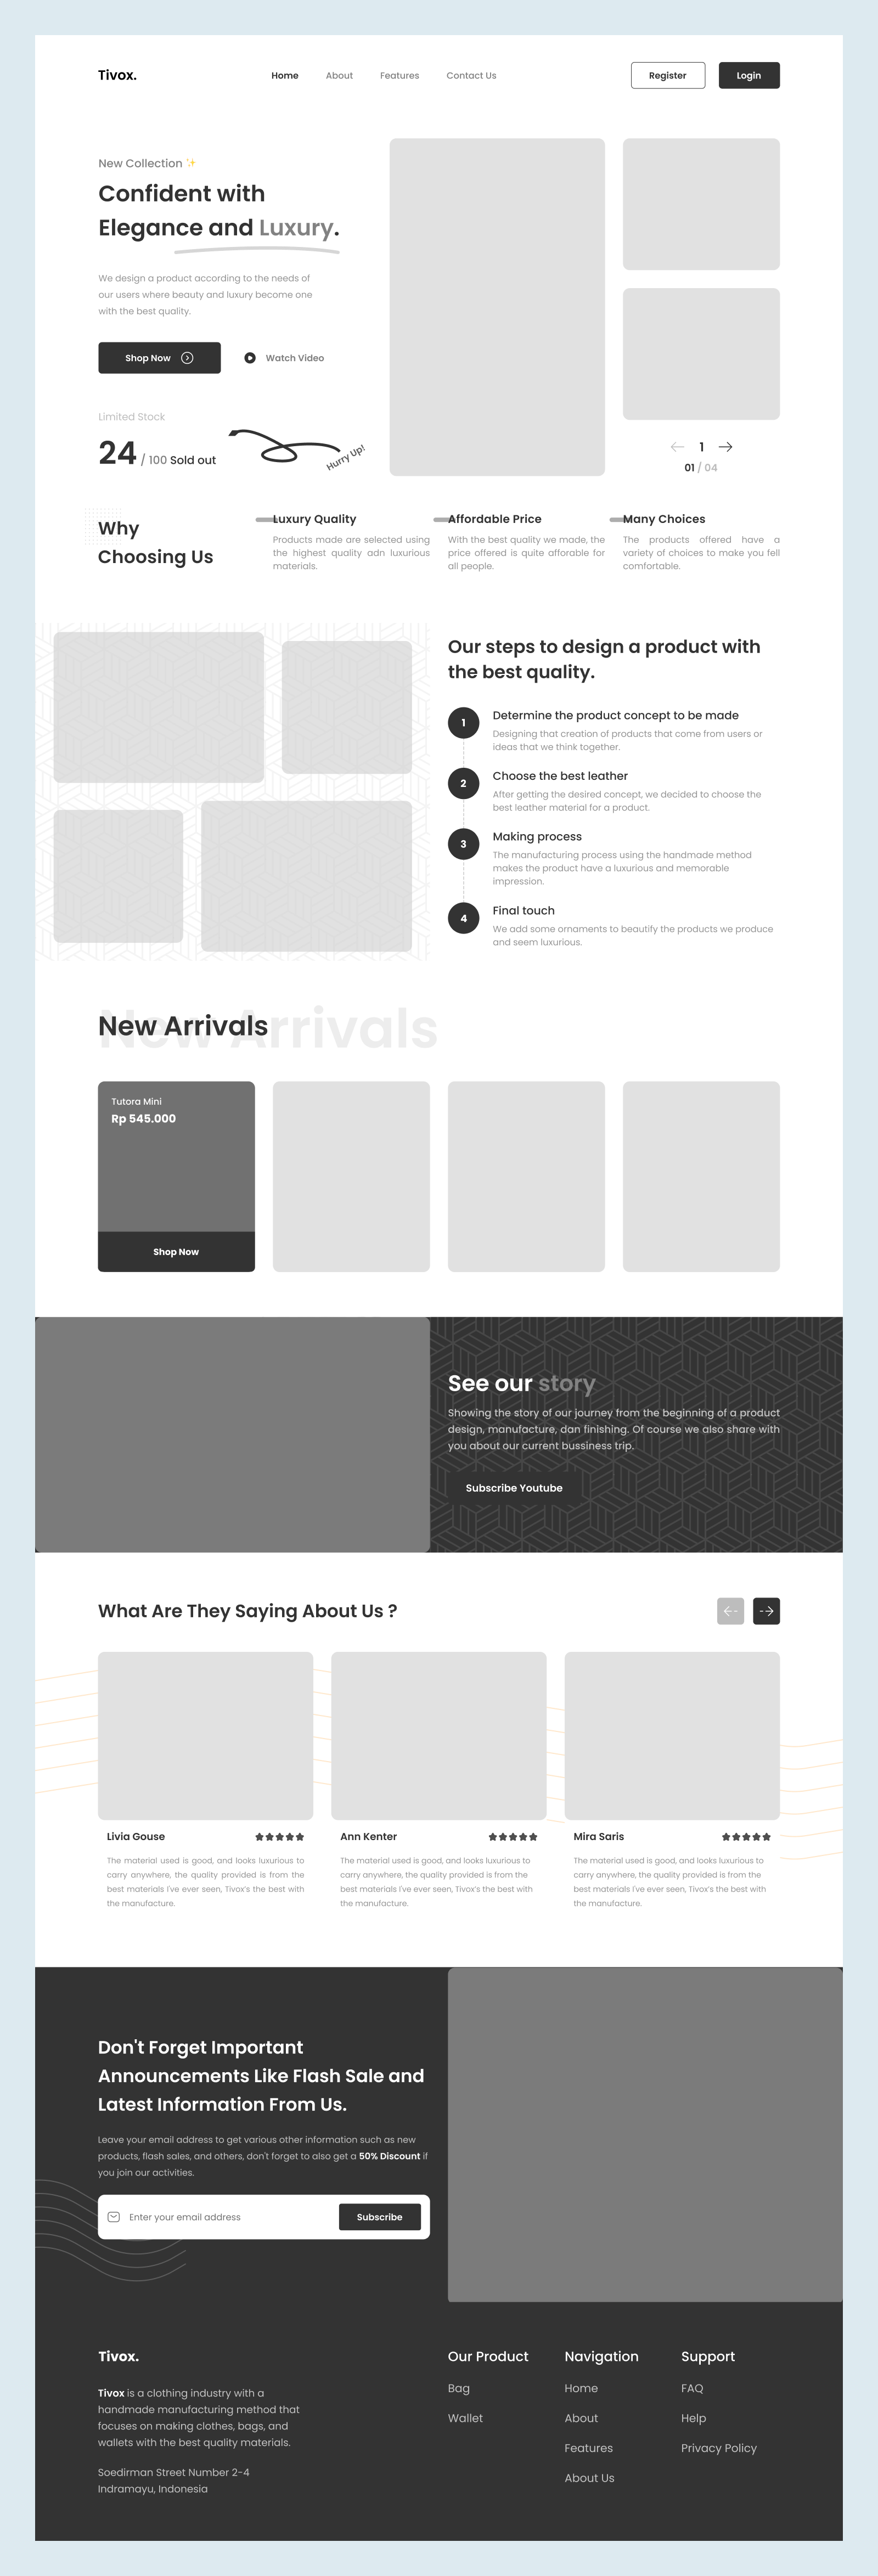 Tivox.
Home
About
Features
Contact Us
Register
Login
New Collection ✨
Confident with
Elegance and Luxury.
We design a product according to the needs of
our users where beauty and luxury become one
with the best quality.
Shop Now
Watch Video
Limited Stock
24 / 100 Sold out
Hurry Up!
1
01 / 04
Why
Choosing Us
Luxury Quality
Products made are selected using
the highest quality adn luxurious
materials.
Affordable Price
With the best quality we made, the
price offered is quite afforable for
all people.
Many Choices
The products offered have a
variety of choices to make you fell
comfortable.
Our steps to design a product with
the best quality.
1
Determine the product concept to be made
Designing that creation of products that come from users or
ideas that we think together.
2
Choose the best leather
After getting the desired concept, we decided to choose the
best leather material for a product.
3
Making process
The manufacturing process using the handmade method
makes the product have a luxurious and memorable
impression.
4
Final touch
We add some ornaments to beautify the products we produce
and seem luxurious.
New Arrivals
New Arrivals
Tutora Mini
Rp 545.000
Shop Now
See our story
Showing the story of our journey from the beginning of a product
design, manufacture, dan finishing. Of course we also share with
you about our current bussiness trip.
Subscribe Youtube
What Are They Saying About Us ?
Livia Gouse
The material used is good, and looks luxurious to
carry anywhere, the quality provided is from the
best materials I've ever seen, Tivox's the best with
the manufacture.
Ann Kenter
The material used is good, and looks luxurious to
carry anywhere, the quality provided is from the
best materials I've ever seen, Tivox's the best with
the manufacture.
Mira Saris
The material used is good, and looks luxurious to
carry anywhere, the quality provided is from the
best materials I've ever seen, Tivox's the best with
the manufacture.
Don't Forget Important
Announcements Like Flash Sale and
Latest Information From Us.
Leave your email address to get various other information such as new
products, flash sales, and others, don't forget to also get a 50% Discount if
you join our activities.
Enter your email address
Subscribe
Tivox.
Tivox is a clothing industry with a
handmade manufacturing method that
focuses on making clothes, bags, and
wallets with the best quality materials.
Soedirman Street Number 2-4
Indramayu, Indonesia
Our Product
Bag
Wallet
Navigation
Home
About
Features
About Us
Support
FAQ
Help
Privacy Policy